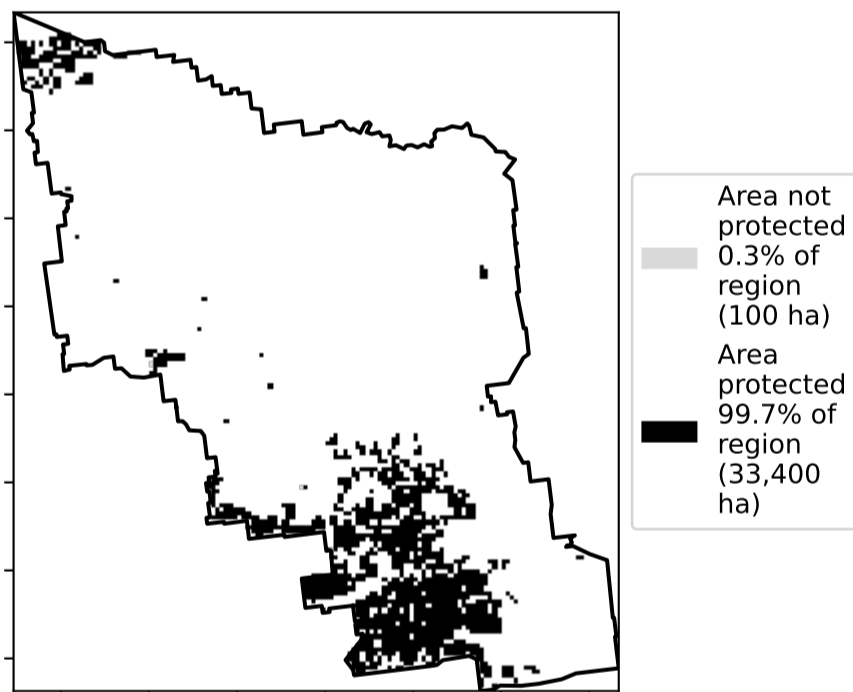 Area not
protected
0.3% of
region
(100 ha)
Area
protected
99.7% of
region
(33,400
ha)